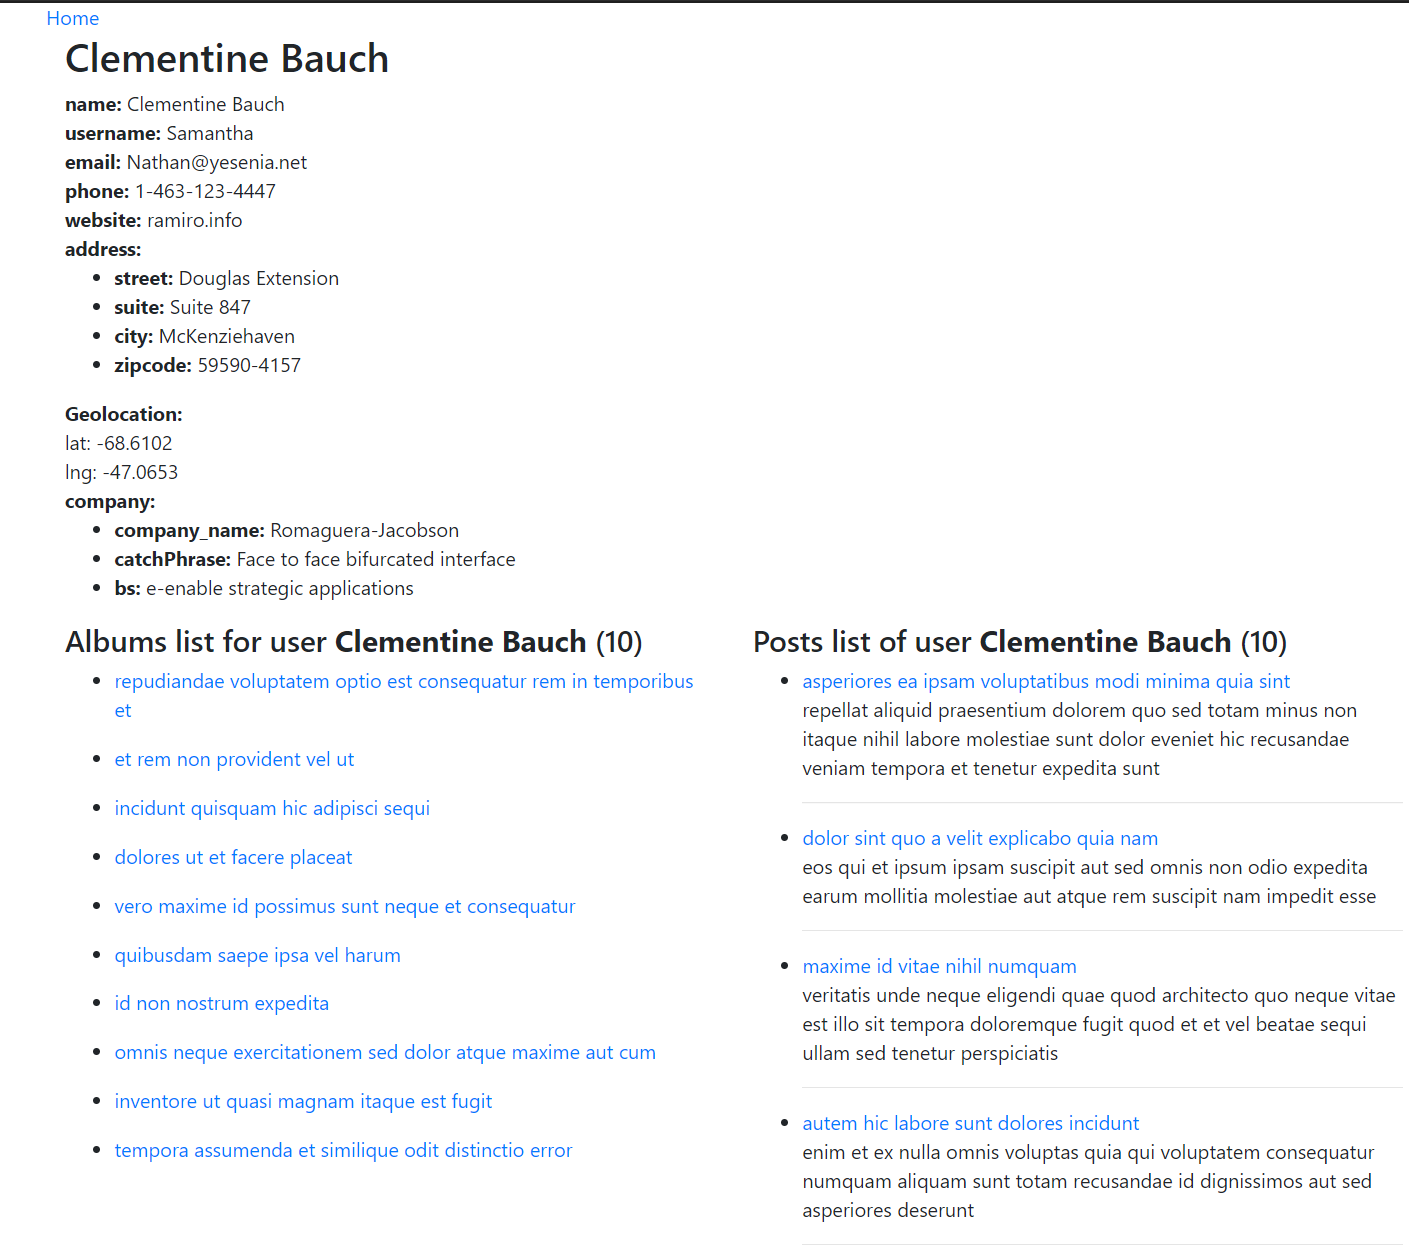 Home
Clementine Bauch
name: Clementine Bauch
username: Samantha
email: Nathan@yesenia.net
phone: 1-463-123-4447
website: ramiro.info
address:
street: Douglas Extension
suite: Suite 847
city: McKenziehaven
zipcode: 59590-4157
Geolocation:
lat: -68.6102
lng: -47.0653
company:
company_name: Romaguera-Jacobson
catchPhrase: Face to face bifurcated interface
bs: e-enable strategic applications
Albums list for user Clementine Bauch (10)
repudiandae voluptatem optio est consequatur rem in temporibus
et
et rem non provident vel ut
incidunt quisquam hic adipisci sequi
dolores ut et facere placeat
vero maxime id possimus sunt neque et consequatur
quibusdam saepe ipsa vel harum
id non nostrum expedita
omnis neque exercitationem sed dolor atque maxime aut cum
inventore ut quasi magnam itaque est fugit
tempora assumenda et similique odit distinctio error
Posts list of user Clementine Bauch (10)
asperiores ea ipsam voluptatibus modi minima quia sint
repellat aliquid praesentium dolorem quo sed totam minus non
itaque nihil labore molestiae sunt dolor eveniet hic recusandae
veniam tempora et tenetur expedita sunt
dolor sint quo a velit explicabo quia nam
eos qui et ipsum ipsam suscipit aut sed omnis non odio expedita
earum mollitia molestiae aut atque rem suscipit nam impedit esse
maxime id vitae nihil numquam
veritatis unde neque eligendi quae quod architecto quo neque vitae
est illo sit tempora doloremque fugit quod et et vel beatae sequi
ullam sed tenetur perspiciatis
autem hic labore sunt dolores incidunt
enim et ex nulla omnis voluptas quia qui voluptatem consequatur
numquam aliquam sunt totam recusandae id dignissimos aut sed
asperiores deserunt